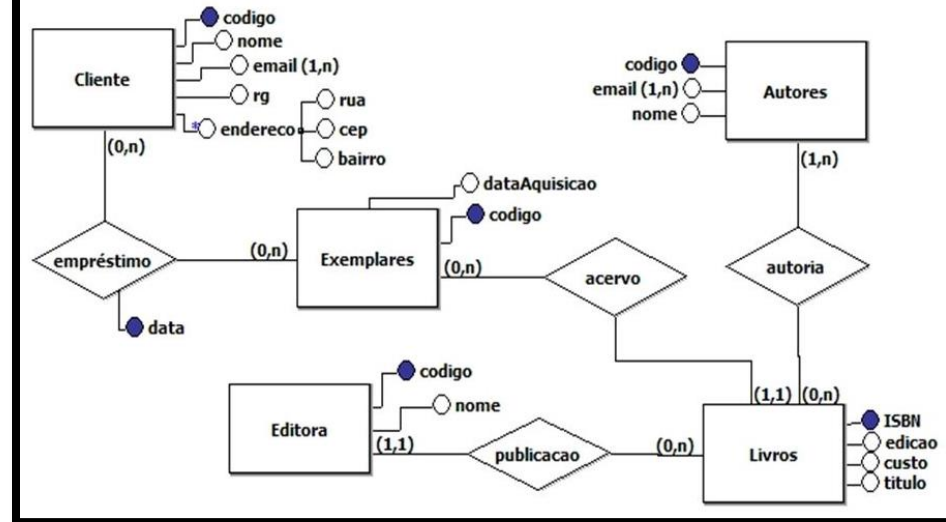 codigo
nome
email (1,n)
rg
*endereco
rua
cep
bairro
Cliente
(0,n)
codigo
email (1,n)
nome
Autores
(1,n)
dataAquisicao
codigo
empréstimo
(0,n)
Exemplares
(0,n)
acervo
autoria
data
codigo
nome
Editora
(1,1)
publicacao
(0,n)
(1,1)
(0,n)
Livros
ISBN
edicao
custo
titulo